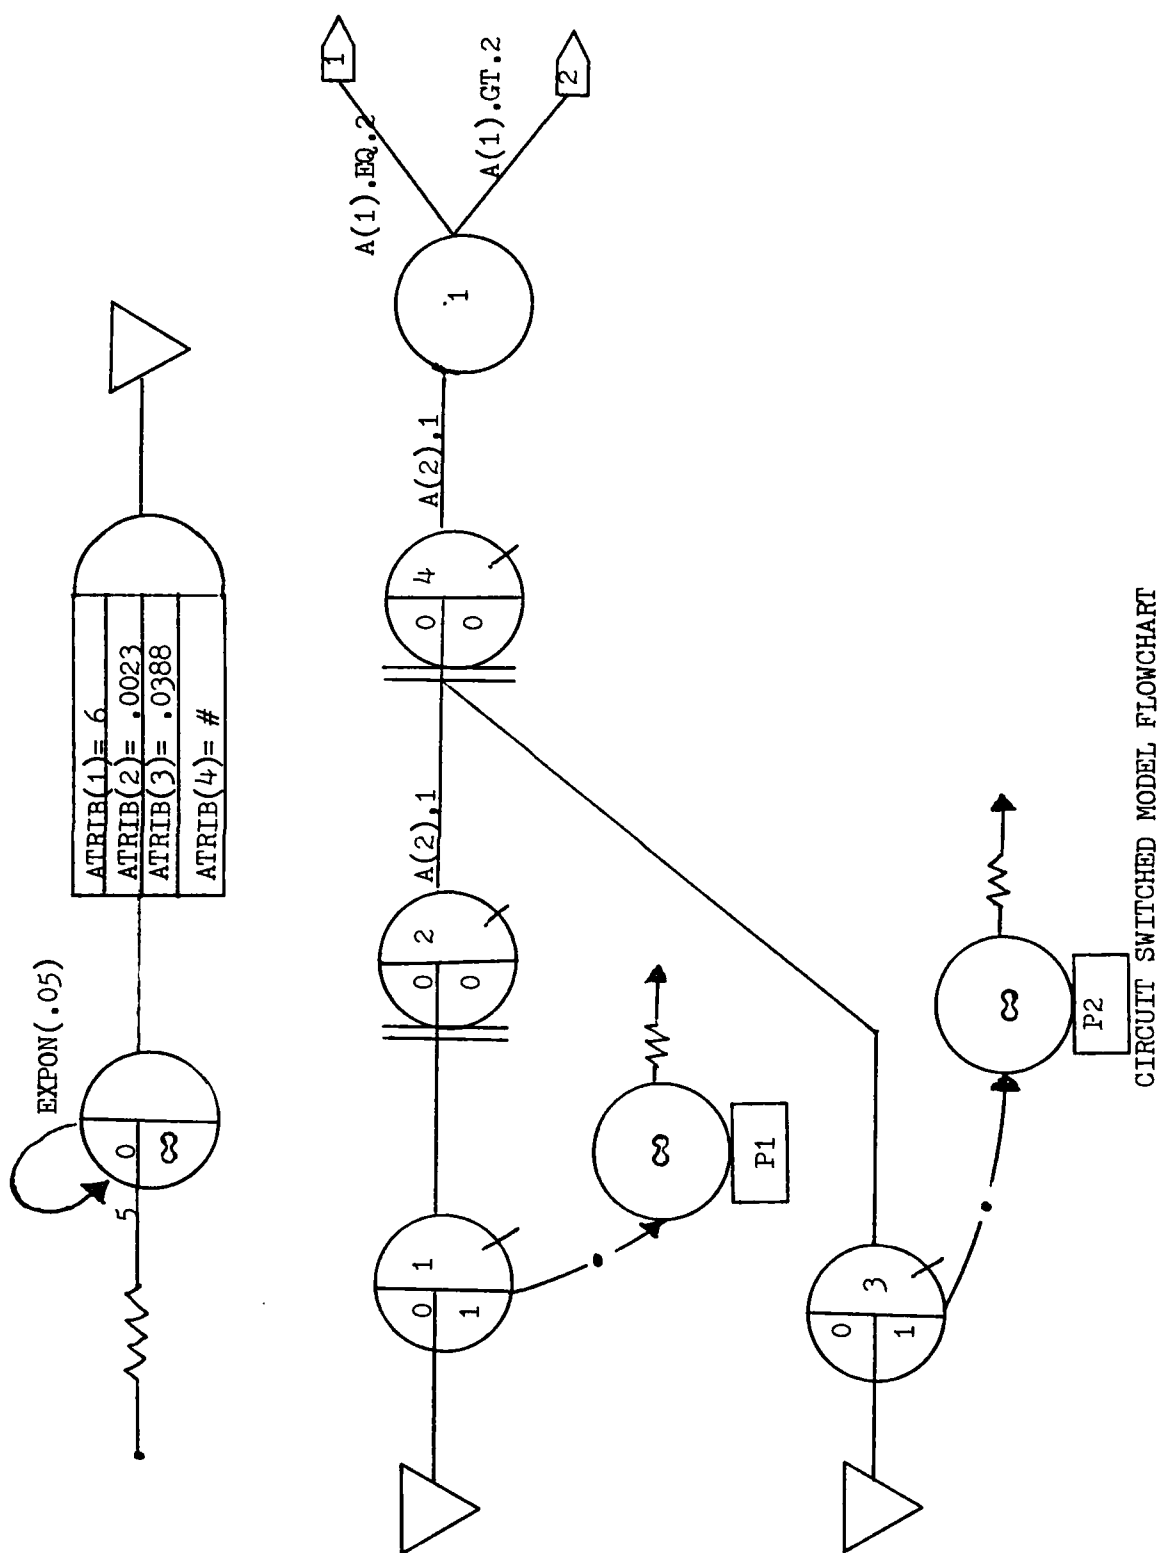 EXPON(.05)
5
0
∞
ATRIB(1)= 6
ATRIB(2)= .0023
ATRIB(3)= .0388
ATRIB(4)= #
0
1
1
0
0
2
A(2),1
0
0
4
A(2),1
1
A(1).EQ.2
1
A(1).GT.2
2
∞
P1
0
1
3
∞
P2
CIRCUIT SWITCHED MODEL FLOWCHART